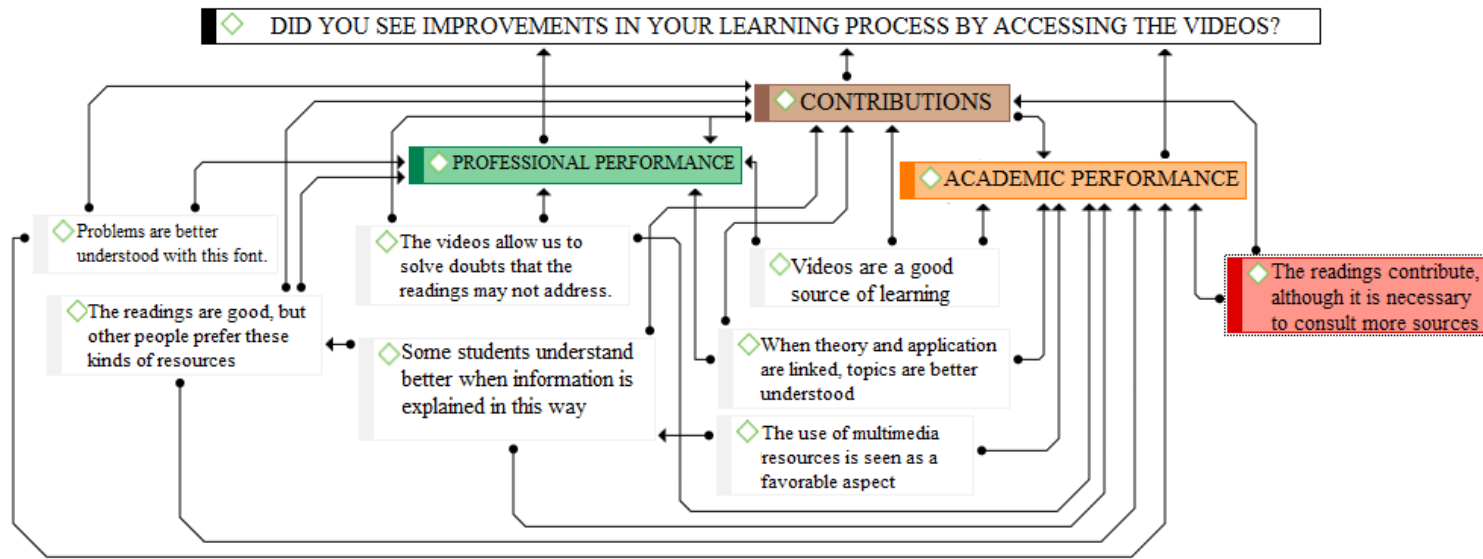 DID YOU SEE IMPROVEMENTS IN YOUR LEARNING PROCESS BY ACCESSING THE VIDEOS?
CONTRIBUTIONS
PROFESSIONAL PERFORMANCE
ACADEMIC PERFORMANCE
Problems are better
understood with this font.
The videos allow us to
solve doubts that the
readings may not address.
Videos are a good
source of learning
The readings contribute,
although it is necessary
to consult more sources
The readings are good, but
other people prefer these
kinds of resources
Some students understand
better when information is
explained in this way
When theory and application
are linked, topics are better
understood
The use of multimedia
resources is seen as a
favorable aspect